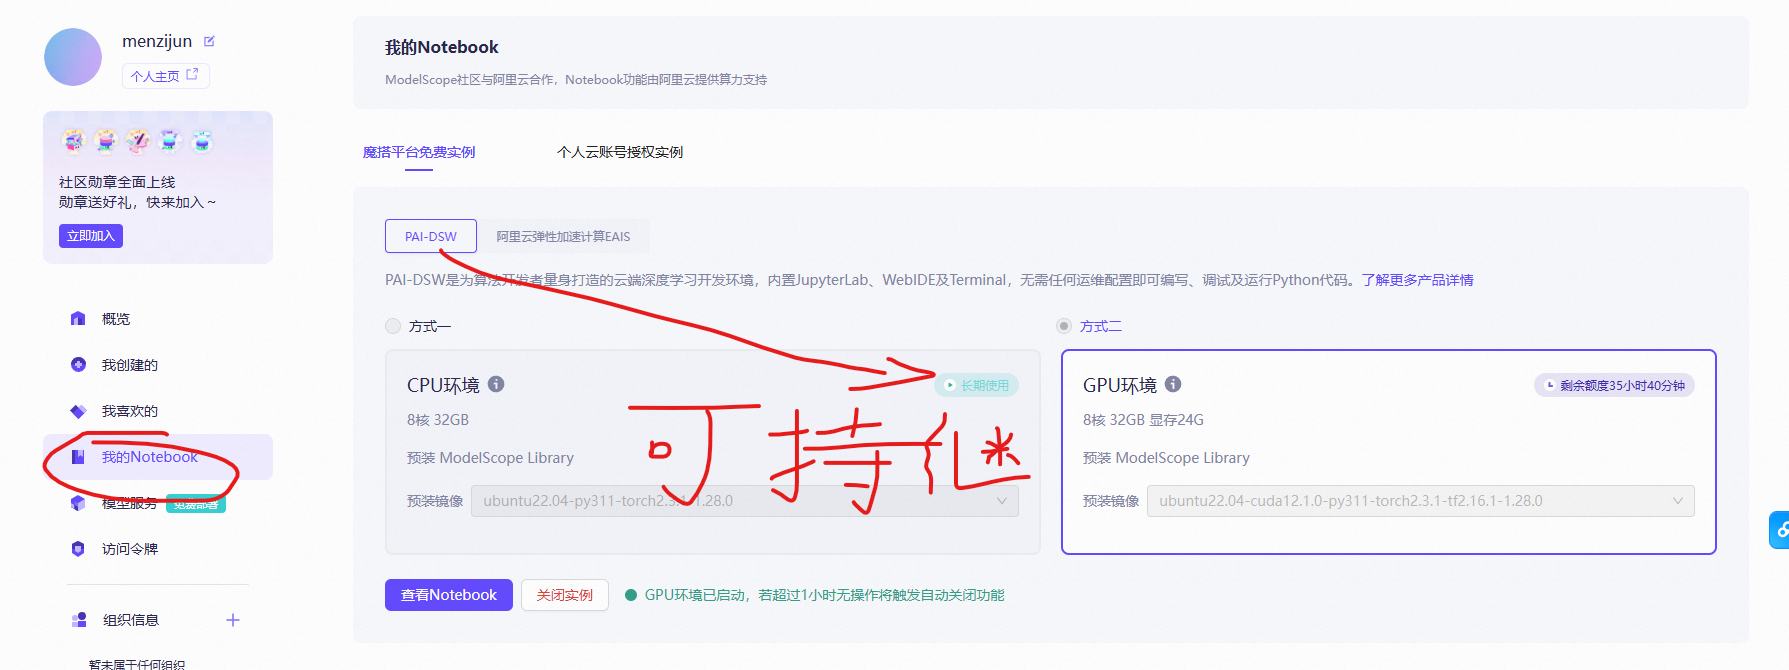 menzijun
个人主页
社区勋章全面上线
勋章送好礼，快来加入 ~
立即加入
概览
我创建的
我喜欢的
我的Notebook
模型服务 免费部署
访问令牌
组织信息
暂未属于任何组织
我的Notebook
ModelScope社区与阿里云合作，Notebook功能由阿里云提供算力支持
魔搭平台免费实例 个人云账号授权实例
PAI-DSW 阿里云弹性加速计算EAIS
PAI-DSW是为算法开发者量身打造的云端深度学习开发环境，内置JupyterLab、WebIDE及Terminal，无需任何运维配置即可编写、调试及运行Python代码。了解更多产品详情
方式一
CPU环境 长期使用
8核 32GB
预装 ModelScope Library
预装镜像 ubuntu22.04-py311-torch2.3.1-1.28.0
可持
方式二
GPU环境 剩余额度35小时40分钟
8核 32GB 显存24G
预装 ModelScope Library
预装镜像 ubuntu22.04-cuda12.1.0-py311-torch2.3.1-tf2.16.1-1.28.0
查看Notebook 关闭实例 GPU环境已启动，若超过1小时无操作将触发自动关闭功能